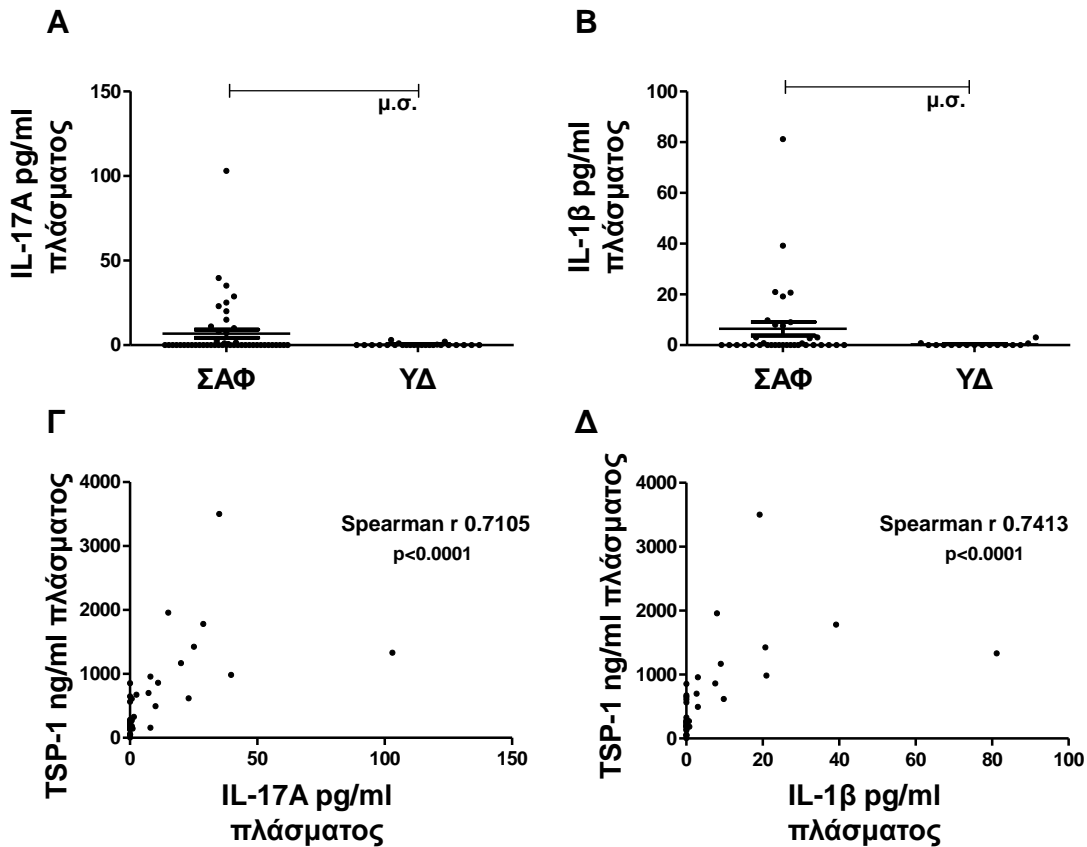 Α
IL-17A pg/ml
πλάσματος
150
100
50
0
μ.σ.
ΣΑΦ
ΥΔ
Β
IL-1β pg/ml
πλάσματος
100
80
60
40
20
0
μ.σ.
ΣΑΦ
ΥΔ
Γ
TSP-1 ng/ml πλάσματος
4000
3000
2000
1000
0
Spearman r 0.7105
p<0.0001
0
50
100
150
IL-17A pg/ml
πλάσματος
Δ
TSP-1 ng/ml πλάσματος
4000
3000
2000
1000
0
Spearman r 0.7413
p<0.0001
0
20
40
60
80
100
IL-1β pg/ml
πλάσματος